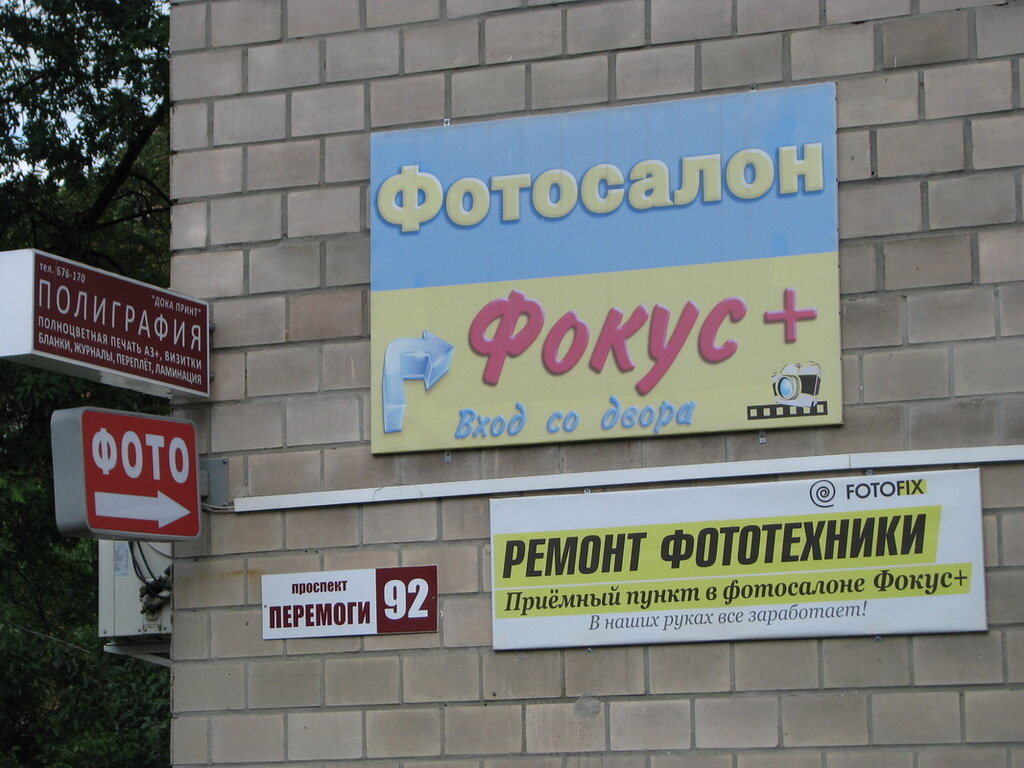 Фотосалон
Фокус +
Вход со двора
тел. 676-170
"ДОКА ПРИНТ"
ПОЛИГРАФИЯ
ПОЛНОЦВЕТНАЯ ПЕЧАТЬ А3+, ВИЗИТКИ
БЛАНКИ, ЖУРНАЛЫ, ПЕРЕПЛЁТ, ЛАМИНАЦИЯ
ФОТО
FOTOFIX
РЕМОНТ ФОТОТЕХНИКИ
Приёмный пункт в фотосалоне Фокус+
В наших руках все заработает!
проспект
ПЕРЕМОГИ 92